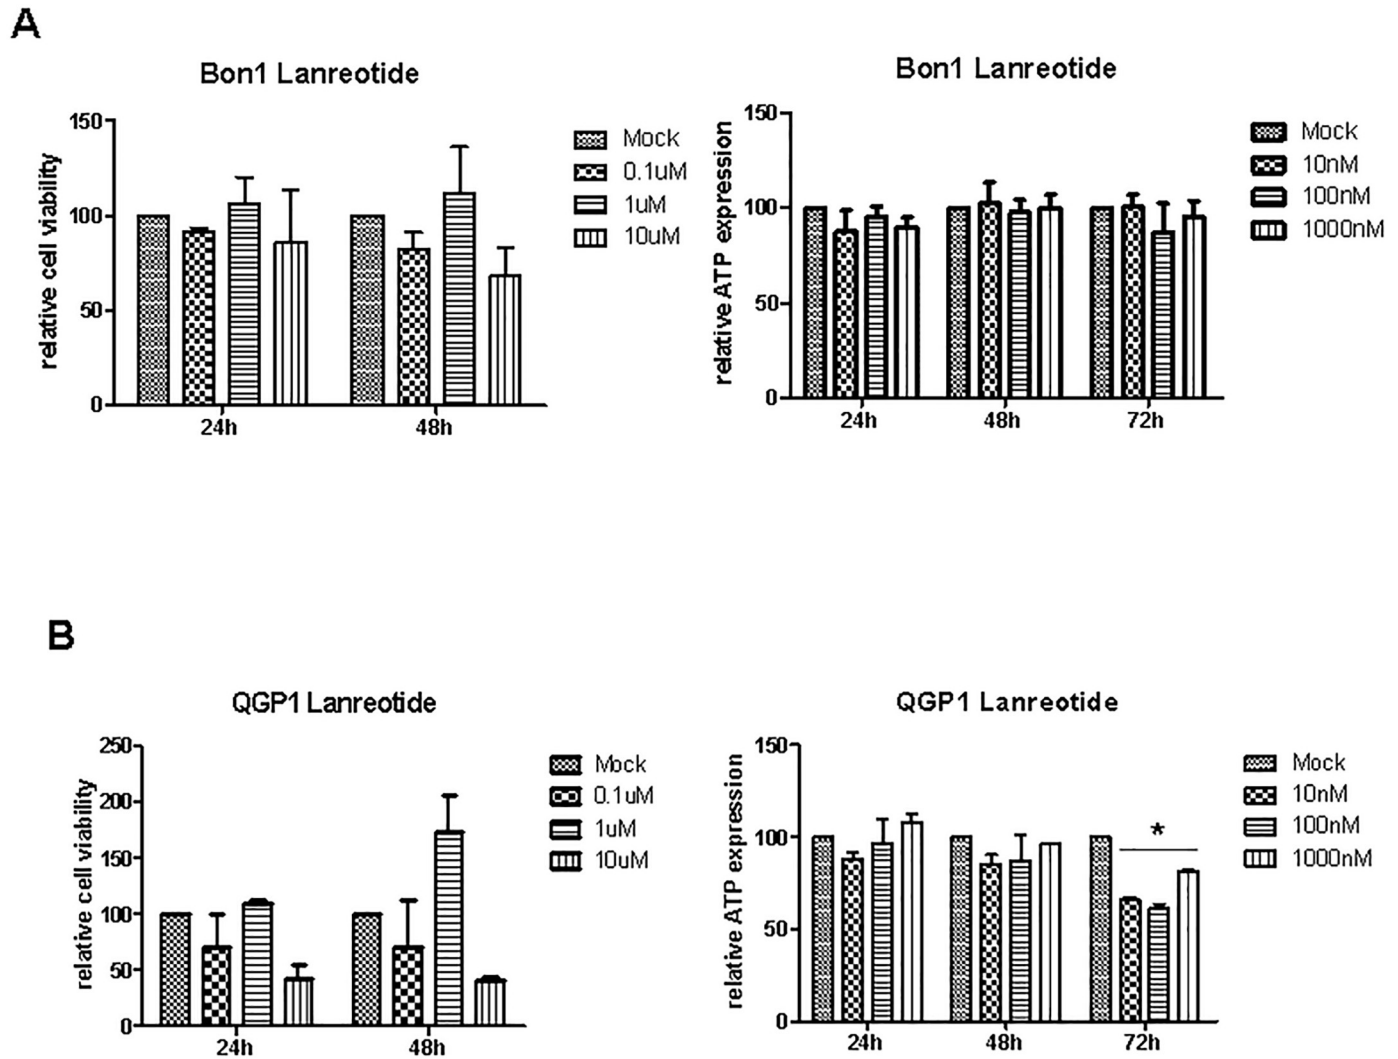 A
Bon1 Lanreotide
relative cell viability
150
100
50
0
24h
48h
Mock
0.1uM
1uM
10uM
Bon1 Lanreotide
relative ATP expression
150
100
50
0
24h
48h
72h
Mock
10nM
100nM
1000nM
B
QGP1 Lanreotide
relative cell viability
250
200
150
100
50
0
24h
48h
Mock
0.1uM
1uM
10uM
QGP1 Lanreotide
relative ATP expression
150
100
50
0
24h
48h
72h
*
Mock
10nM
100nM
1000nM